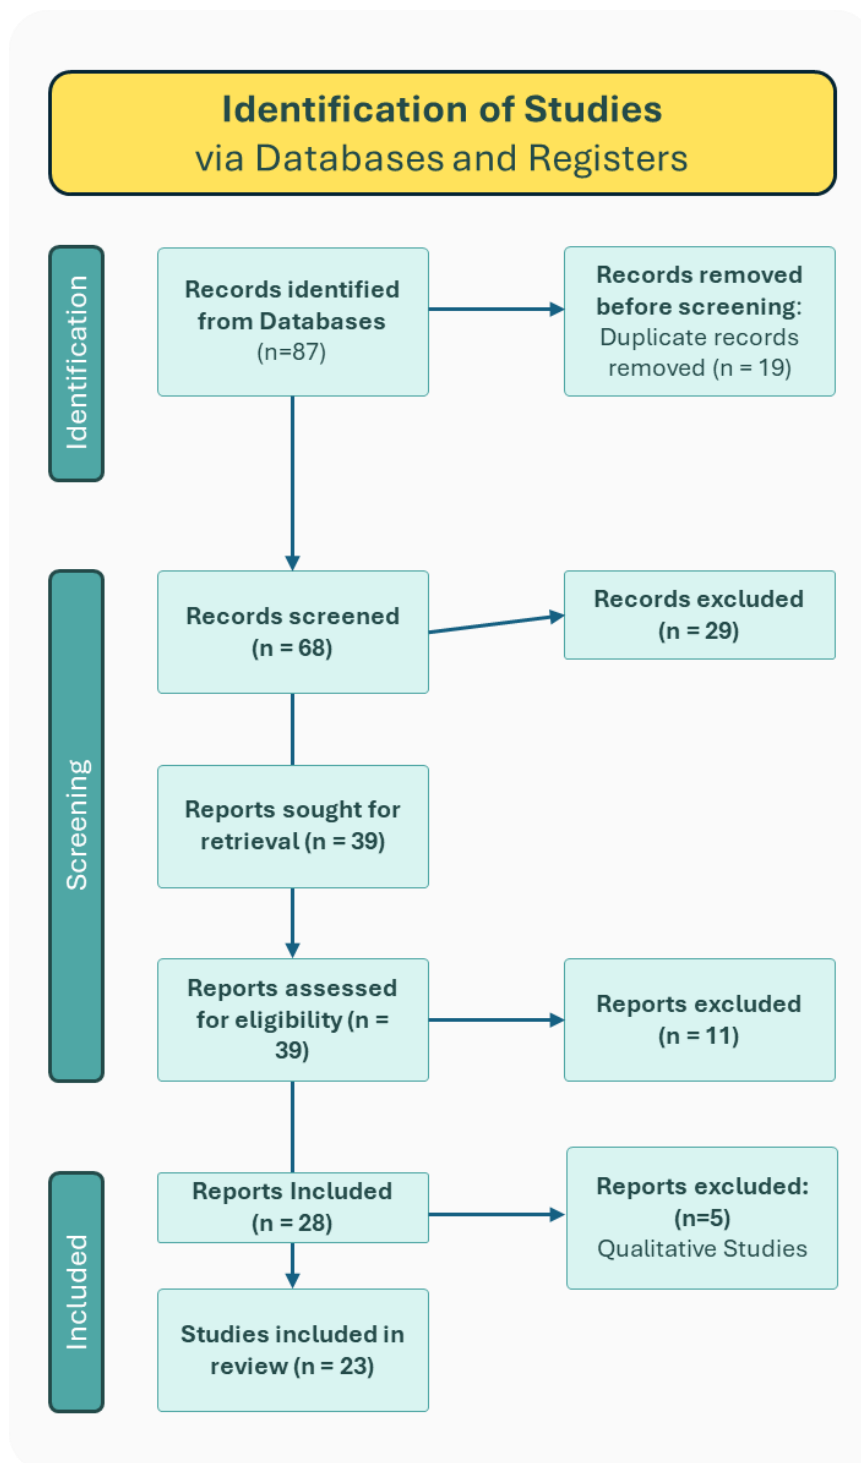 Identification of Studies
via Databases and Registers
Identification
Records identified
from Databases
(n=87)
Records removed
before screening:
Duplicate records
removed (n = 19)
Screening
Records screened
(n = 68)
Records excluded
(n = 29)
Reports sought for
retrieval (n = 39)
Reports assessed
for eligibility (n =
39)
Reports excluded
(n = 11)
Included
Reports Included
(n = 28)
Reports excluded:
(n=5)
Qualitative Studies
Studies included in
review (n = 23)